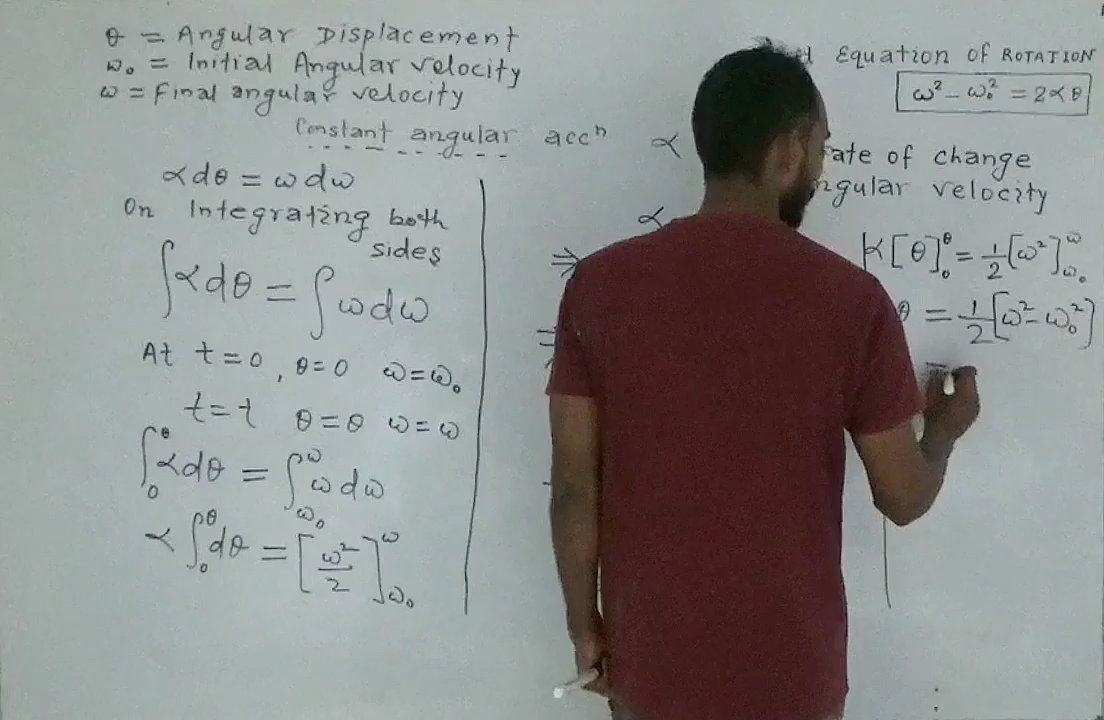 θ = Angular Displacement
ω₀ = Initial Angular velocity
ω = Final angular velocity
Constant angular accⁿ
αdθ = ωdω
On Integrating both
sides
∫αdθ = ∫ωdω
At t=0, θ=0 ω=ω₀
t=t θ=θ ω=ω
∫₀^θ αdθ = ∫_ω₀^ω ωdω
α∫₀^θ dθ = [ω²/2]_ω₀^ω
Equation of ROTATION
ω² - ω₀² = 2αθ
α
of change
velocity
α
⇒ α[θ]₀^θ = 1/2[ω²]_ω₀^ω
θ = 1/2[ω² - ω₀²]